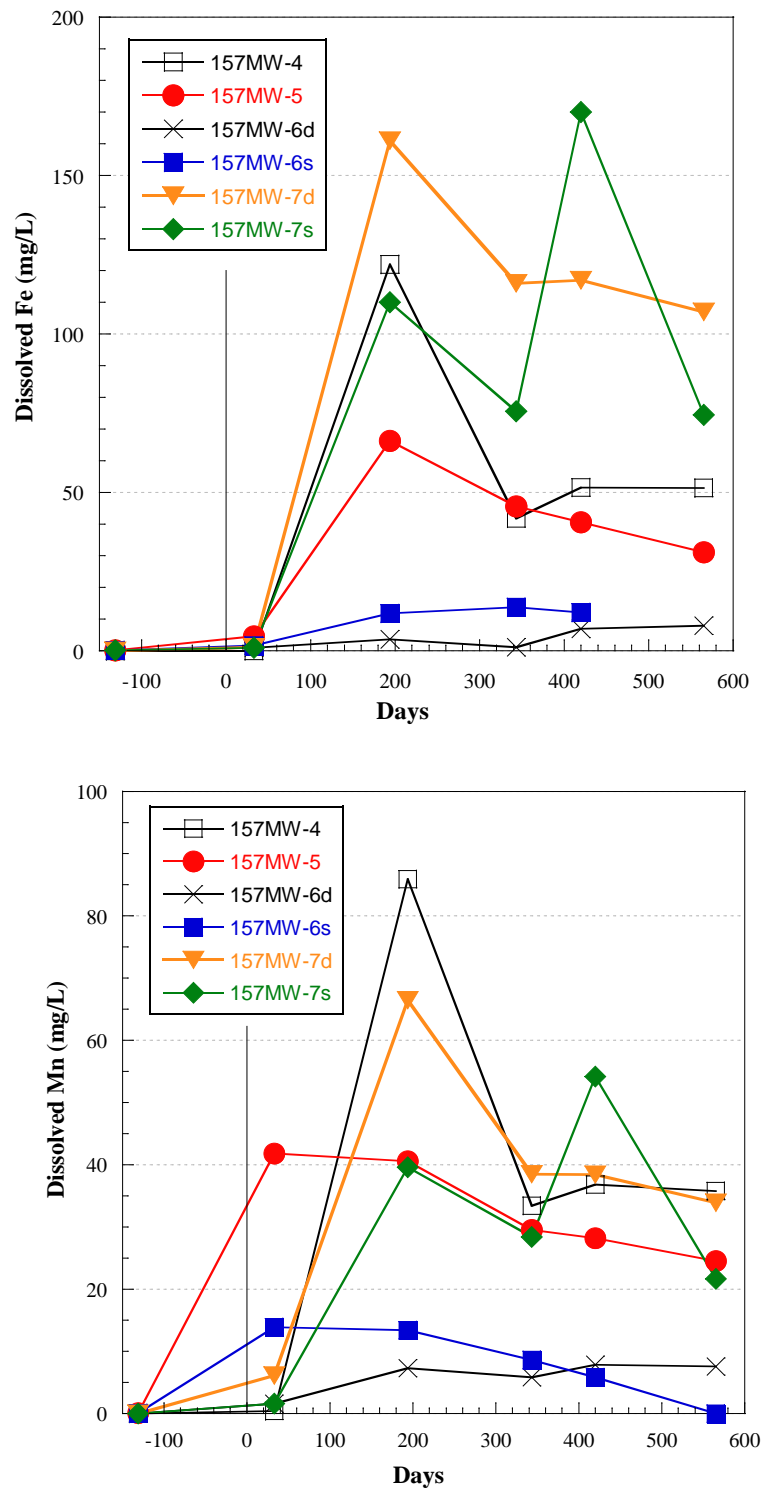 200
150
100
50
0
Dissolved Fe (mg/L)
157MW-4
157MW-5
157MW-6d
157MW-6s
157MW-7d
157MW-7s
-100 0 100 200 300 400 500 600
Days
100
80
60
40
20
0
Dissolved Mn (mg/L)
157MW-4
157MW-5
157MW-6d
157MW-6s
157MW-7d
157MW-7s
-100 0 100 200 300 400 500 600
Days